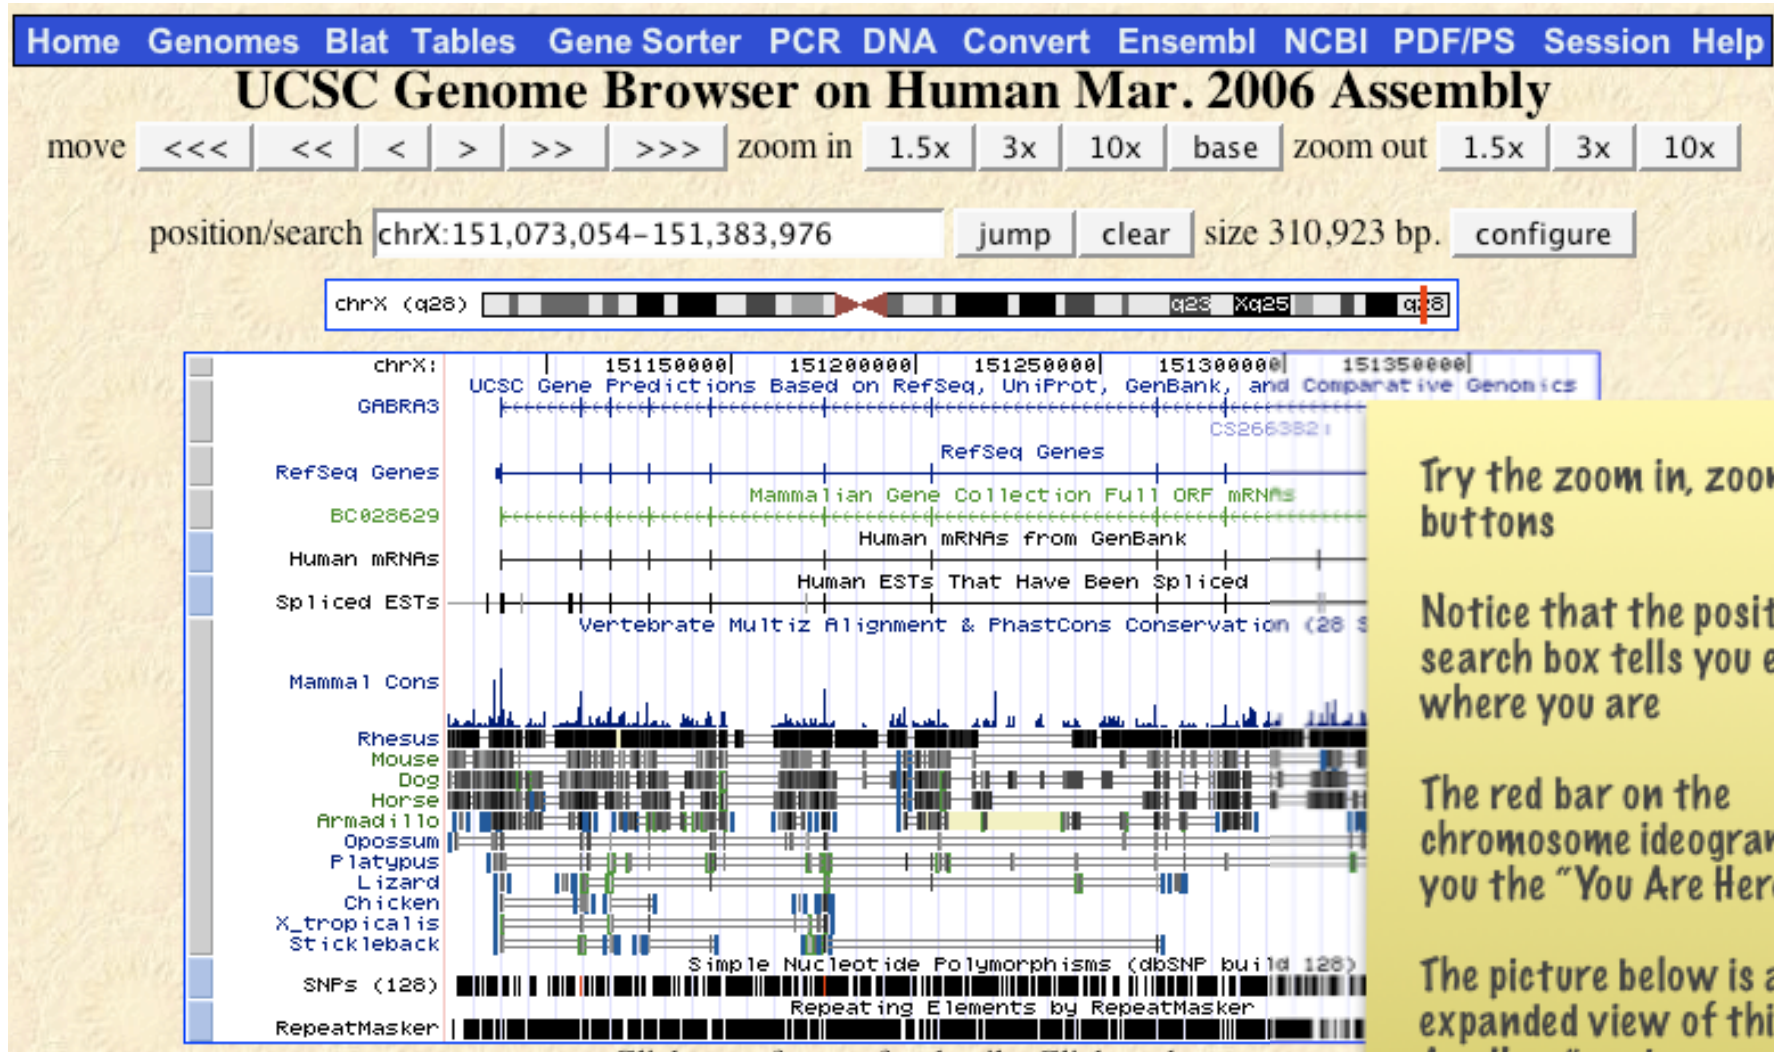 Home Genomes Blat Tables Gene Sorter PCR DNA Convert Ensembl NCBI PDF/PS Session Help
UCSC Genome Browser on Human Mar. 2006 Assembly
move <<< << < > >> >>> zoom in 1.5x 3x 10x base zoom out 1.5x 3x 10x
position/search chrX:151,073,054-151,383,976 jump clear size 310,923 bp. configure
chrX (q28) q23 Xq25 q28
chrX: 151150000| 151200000| 151250000| 151300000| 151350000|
UCSC Gene Predictions Based on RefSeq, UniProt, GenBank, and Comparative Genomics
GABRA3
CS266382
RefSeq Genes
RefSeq Genes
Mammalian Gene Collection Full ORF mRNAs
BC028629
Human mRNAs from GenBank
Human mRNAs
Human ESTs That Have Been Spliced
Spliced ESTs
Vertebrate Multiz Alignment & PhastCons Conservation (28 S
Mammal Cons
Rhesus
Mouse
Dog
Horse
Armadillo
Opossum
Platypus
Lizard
Chicken
X_tropicalis
Stickleback
Simple Nucleotide Polymorphisms (dbSNP build 128)
SNPs (128)
Repeating Elements by RepeatMasker
RepeatMasker
Try the zoom in, zoom
buttons
Notice that the posit
search box tells you e
where you are
The red bar on the
chromosome ideogram
you the "You Are Here
The picture below is a
expanded view of thi